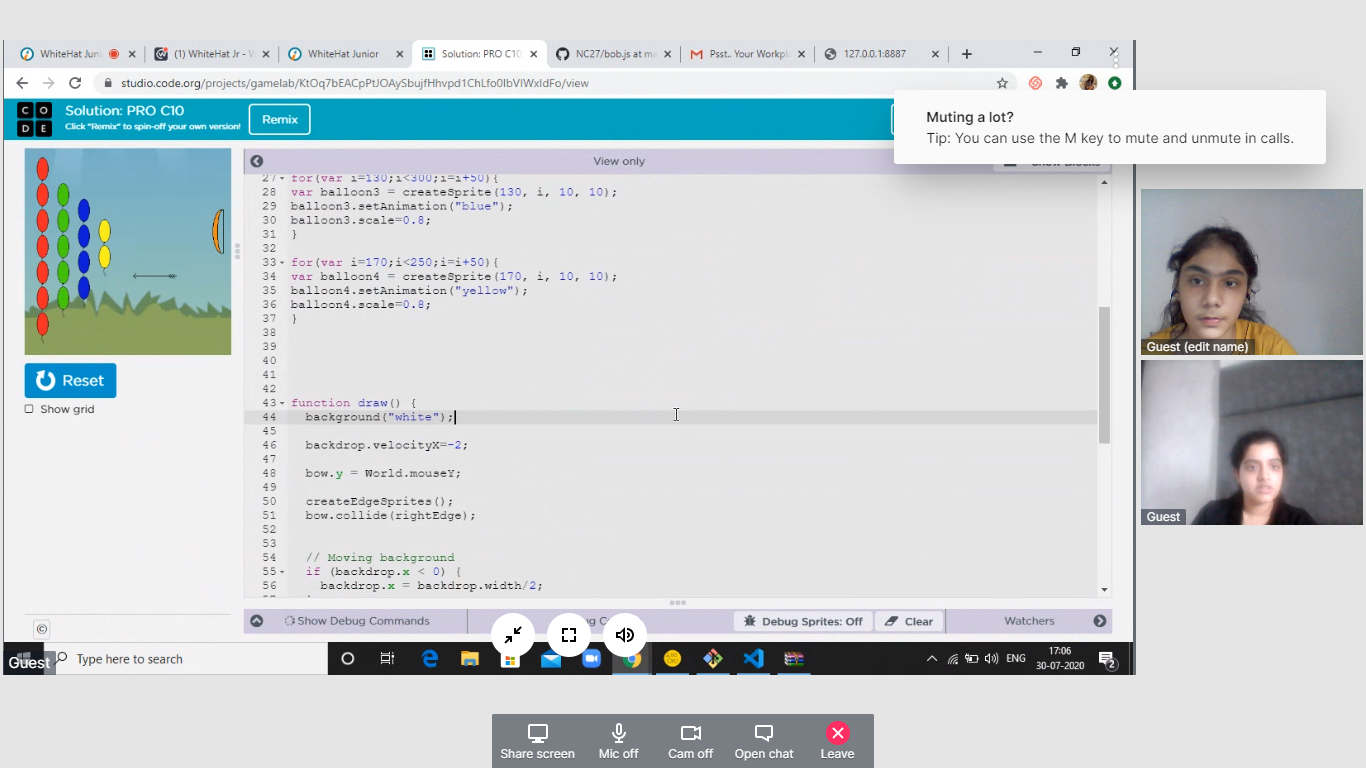 WhiteHat Juni
(1) WhiteHat Jr - W
WhiteHat Junior
Solution: PRO C10
NC27/bob.js at ma
Psst.. Your Workpl
127.0.0.1:8887
studio.code.org/projects/gamelab/KtOq7bEACpPtJOAySbujfHhvpd1ChLfo0IbVlWxIdFo/view
C O
D E
Solution: PRO C10
Click "Remix" to spin-off your own version!
Remix
Muting a lot?
Tip: You can use the M key to mute and unmute in calls.
View only
27 for(var i=130;i<300;i=i+50){
28 var balloon3 = createSprite(130, i, 10, 10);
29 balloon3.setAnimation("blue");
30 balloon3.scale=0.8;
31 }
32
33 for(var i=170;i<250;i=i+50){
34 var balloon4 = createSprite(170, i, 10, 10);
35 balloon4.setAnimation("yellow");
36 balloon4.scale=0.8;
37 }
38
39
40
41
42
43 function draw() {
44 background("white");
45
46 backdrop.velocityX=-2;
47
48 bow.y = World.mouseY;
49
50 createEdgeSprites();
51 bow.collide(rightEdge);
52
53
54 // Moving background
55 if (backdrop.x < 0) {
56 backdrop.x = backdrop.width/2;
Reset
Show grid
©
Show Debug Commands
Debug Sprites: Off
Clear
Watchers
Guest
Type here to search
ENG
17:06
30-07-2020
2
Guest (edit name)
Guest
Share screen
Mic off
Cam off
Open chat
Leave